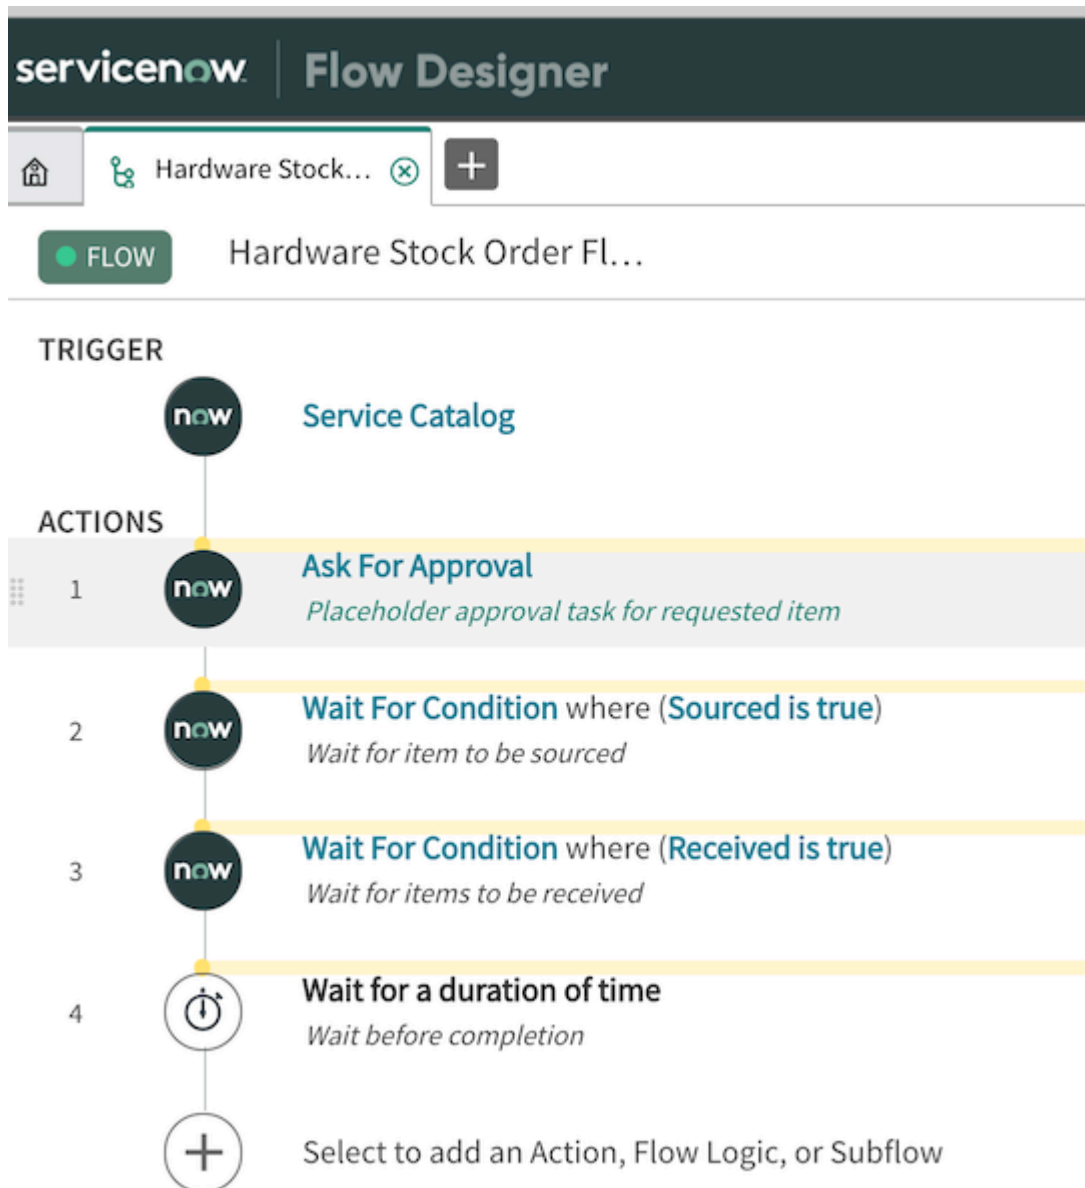 servicenow. Flow Designer
Hardware Stock...
FLOW Hardware Stock Order Fl...
TRIGGER
now Service Catalog
ACTIONS
1 now Ask For Approval
Placeholder approval task for requested item
2 now Wait For Condition where (Sourced is true)
Wait for item to be sourced
3 now Wait For Condition where (Received is true)
Wait for items to be received
4 Wait for a duration of time
Wait before completion
Select to add an Action, Flow Logic, or Subflow